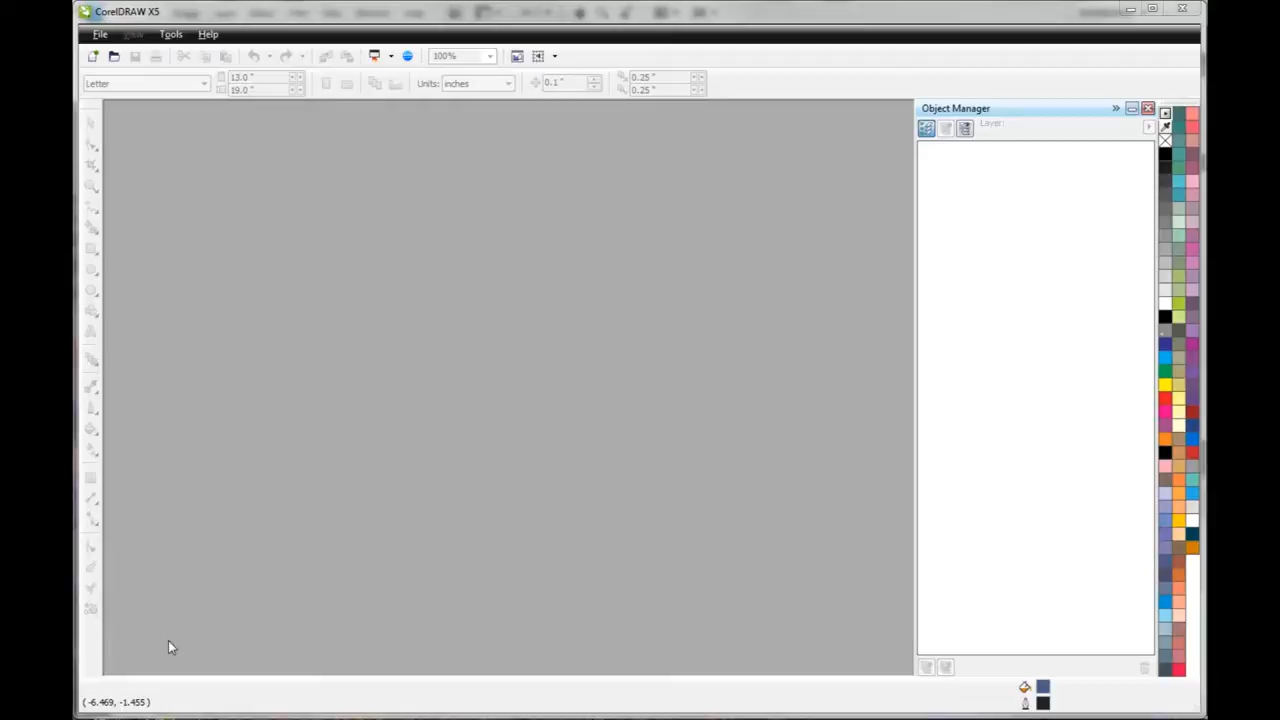 CorelDRAW X5
File View Tools Help
100%
Letter 13.0 " 19.0 " Units: inches 0.1 " 0.25 " 0.25 "
Object Manager
Layer:
( -6.469, -1.455 )